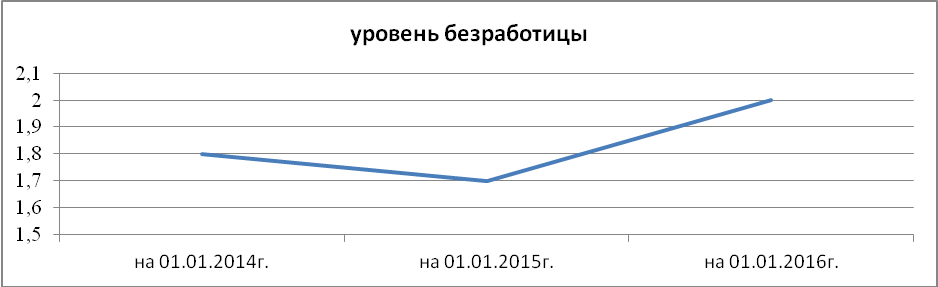 уровень безработицы
2,1
2
1,9
1,8
1,7
1,6
1,5
на 01.01.2014г.
на 01.01.2015г.
на 01.01.2016г.